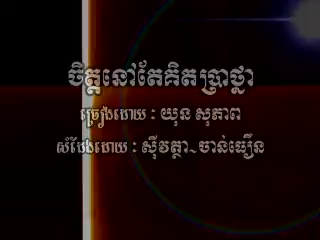 ចិត្តនៅតែគិតប្រាថ្នា
ច្រៀងដោយ : យុន សុភាព
សំដែងដោយ : ស៊ីវត្ថា~ចាន់ធឿន